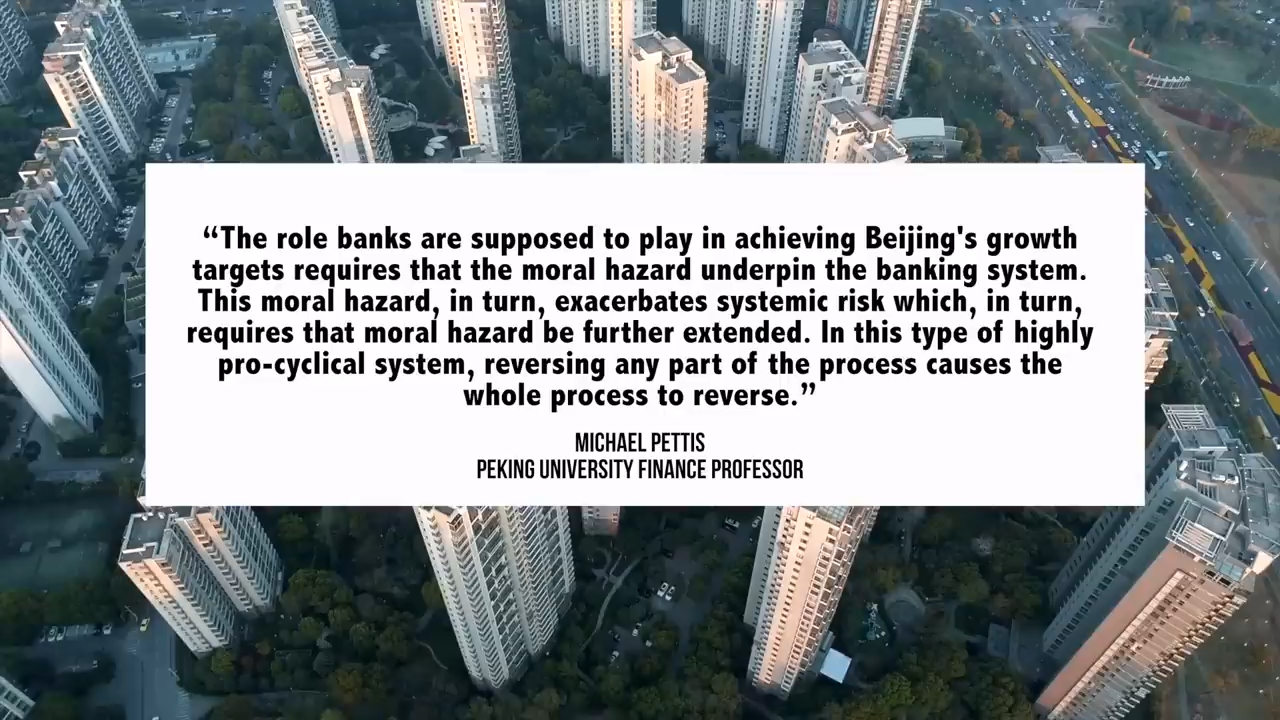 “The role banks are supposed to play in achieving Beijing's growth
targets requires that the moral hazard underpin the banking system.
This moral hazard, in turn, exacerbates systemic risk which, in turn,
requires that moral hazard be further extended. In this type of highly
pro-cyclical system, reversing any part of the process causes the
whole process to reverse.”
MICHAEL PETTIS
PEKING UNIVERSITY FINANCE PROFESSOR